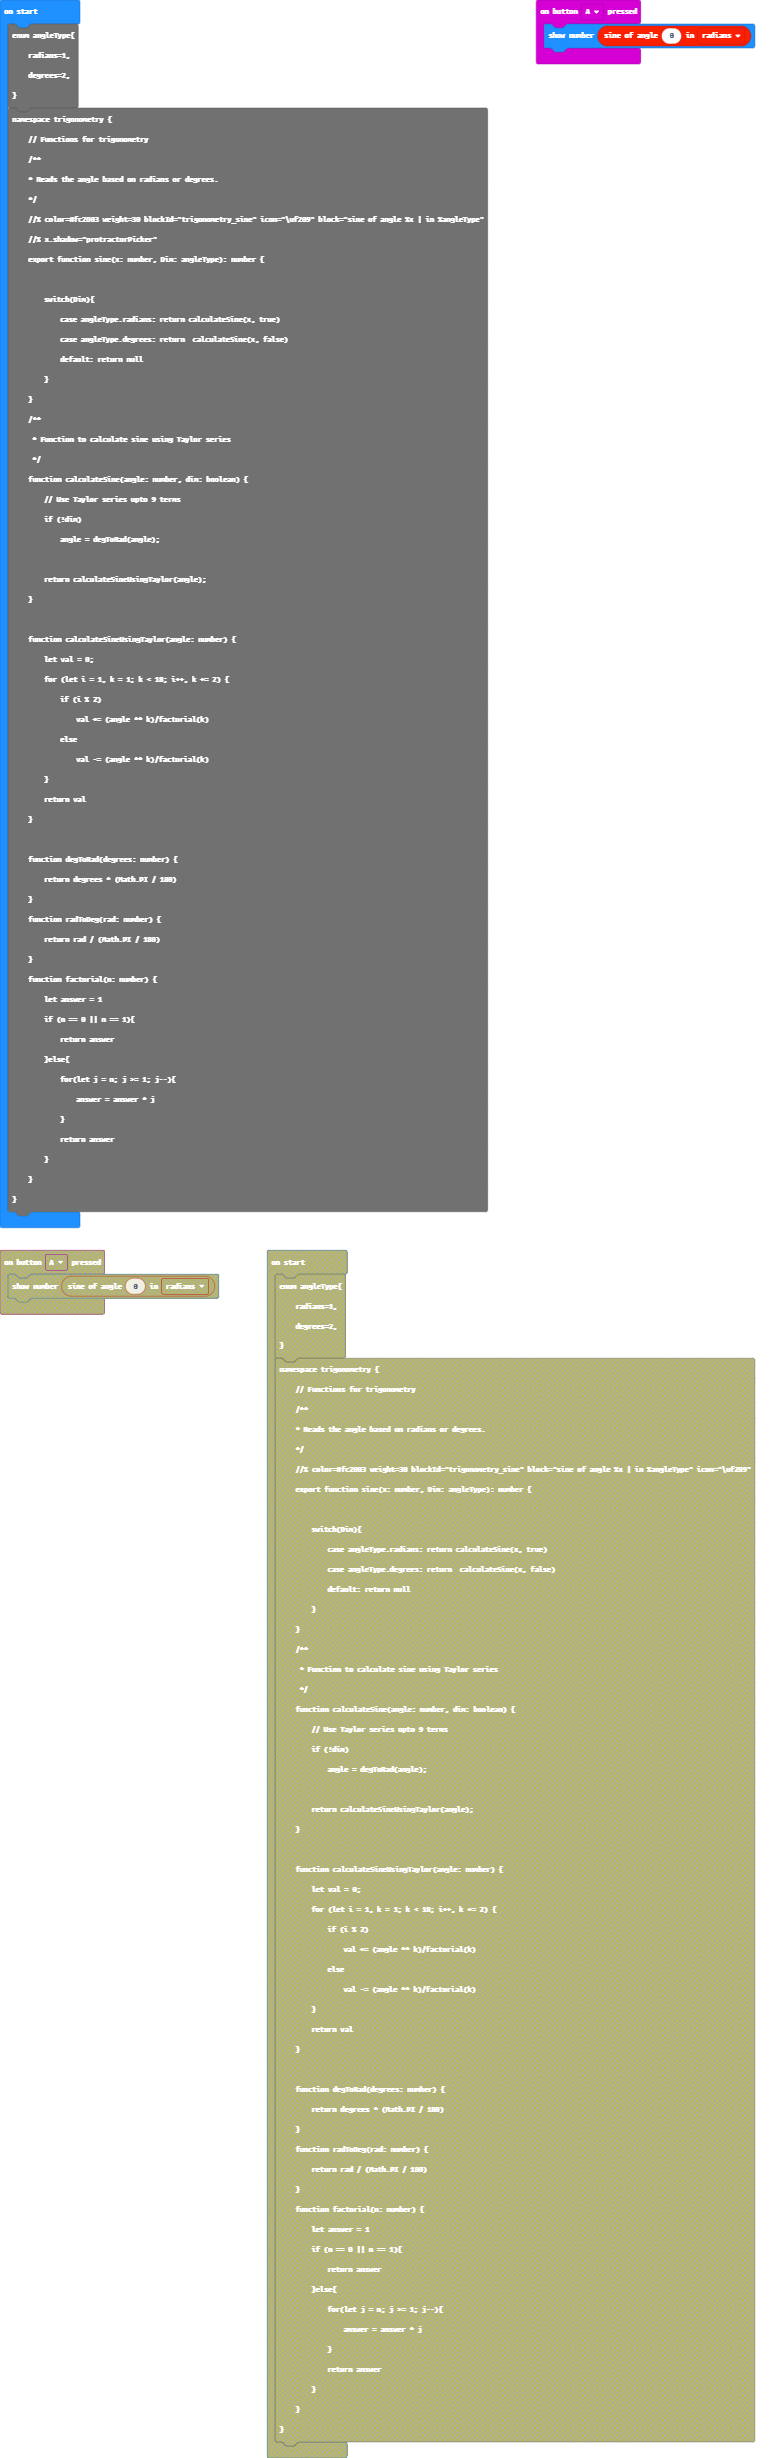 on start
enum angleType{
radians=1,
degrees=2,
}
namespace trigonometry {
// Functions for trigonometry
/**
* Reads the angle based on radians or degrees.
*/
//% color=#fc2003 weight=30 blockId="trigonometry_sine" icon="\uf209" block="sine of angle %x | in %angleType"
//% x.shadow="protractorPicker"
export function sine(x: number, Dim: angleType): number {
switch(Dim){
case angleType.radians: return calculateSine(x, true)
case angleType.degrees: return  calculateSine(x, false)
default: return null
}
}
/**
* Function to calculate sine using Taylor series
*/
function calculateSine(angle: number, dim: boolean) {
// Use Taylor series upto 9 terms
if (!dim)
angle = degToRad(angle);
return calculateSineUsingTaylor(angle);
}
function calculateSineUsingTaylor(angle: number) {
let val = 0;
for (let i = 1, k = 1; k < 18; i++, k += 2) {
if (i % 2)
val += (angle ** k)/factorial(k)
else
val -= (angle ** k)/factorial(k)
}
return val
}
function degToRad(degrees: number) {
return degrees * (Math.PI / 180)
}
function radToDeg(rad: number) {
return rad / (Math.PI / 180)
}
function factorial(n: number) {
let answer = 1
if (n == 0 || n == 1){
return answer
}else{
for(let j = n; j >= 1; j--){
answer = answer * j
}
return answer
}
}
}
on button A pressed
show number sine of angle 0 in radians
on button A pressed
show number sine of angle 0 in radians
on start
enum angleType{
radians=1,
degrees=2,
}
namespace trigonometry {
// Functions for trigonometry
/**
* Reads the angle based on radians or degrees.
*/
//% color=#fc2003 weight=30 blockId="trigonometry_sine" block="sine of angle %x | in %angleType" icon="\uf209"
export function sine(x: number, Dim: angleType): number {
switch(Dim){
case angleType.radians: return calculateSine(x, true)
case angleType.degrees: return  calculateSine(x, false)
default: return null
}
}
/**
* Function to calculate sine using Taylor series
*/
function calculateSine(angle: number, dim: boolean) {
// Use Taylor series upto 9 terms
if (!dim)
angle = degToRad(angle);
return calculateSineUsingTaylor(angle);
}
function calculateSineUsingTaylor(angle: number) {
let val = 0;
for (let i = 1, k = 1; k < 18; i++, k += 2) {
if (i % 2)
val += (angle ** k)/factorial(k)
else
val -= (angle ** k)/factorial(k)
}
return val
}
function degToRad(degrees: number) {
return degrees * (Math.PI / 180)
}
function radToDeg(rad: number) {
return rad / (Math.PI / 180)
}
function factorial(n: number) {
let answer = 1
if (n == 0 || n == 1){
return answer
}else{
for(let j = n; j >= 1; j--){
answer = answer * j
}
return answer
}
}
}